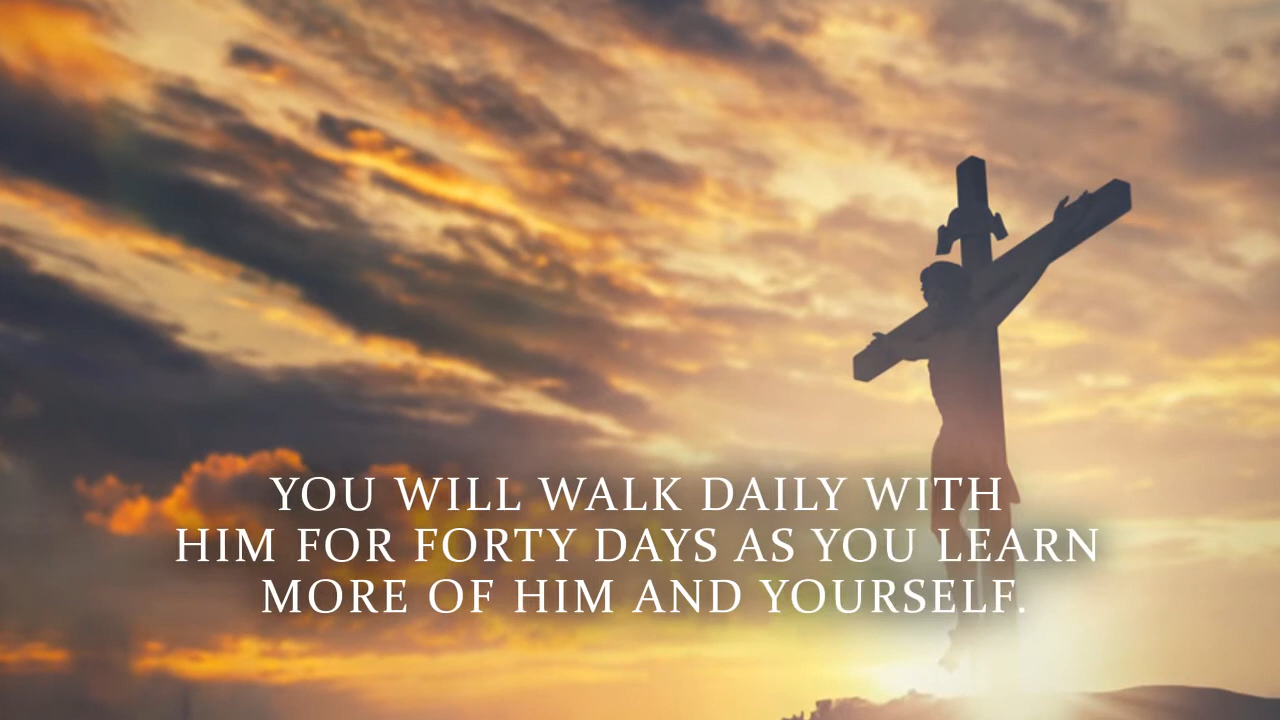 YOU WILL WALK DAILY WITH
HIM FOR FORTY DAYS AS YOU LEARN
MORE OF HIM AND YOURSELF.